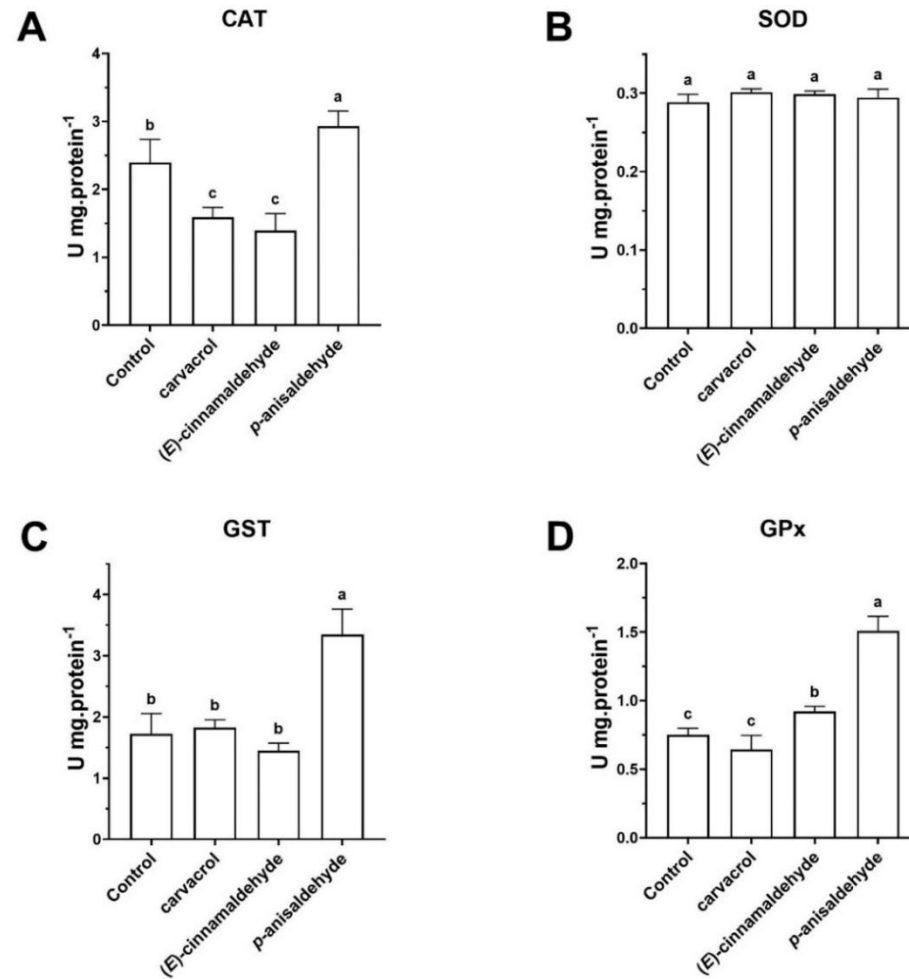 A
CAT
U mg.protein⁻¹
4
3
2
1
0
b
c
c
a
Control
carvacrol
(E)-cinnamaldehyde
p-anisaldehyde
B
SOD
U mg.protein⁻¹
0.3
0.2
0.1
0.0
a
a
a
a
Control
carvacrol
(E)-cinnamaldehyde
p-anisaldehyde
C
GST
U mg.protein⁻¹
4
3
2
1
0
b
b
b
a
Control
carvacrol
(E)-cinnamaldehyde
p-anisaldehyde
D
GPx
U mg.protein⁻¹
2.0
1.5
1.0
0.5
0.0
c
c
b
a
Control
carvacrol
(E)-cinnamaldehyde
p-anisaldehyde